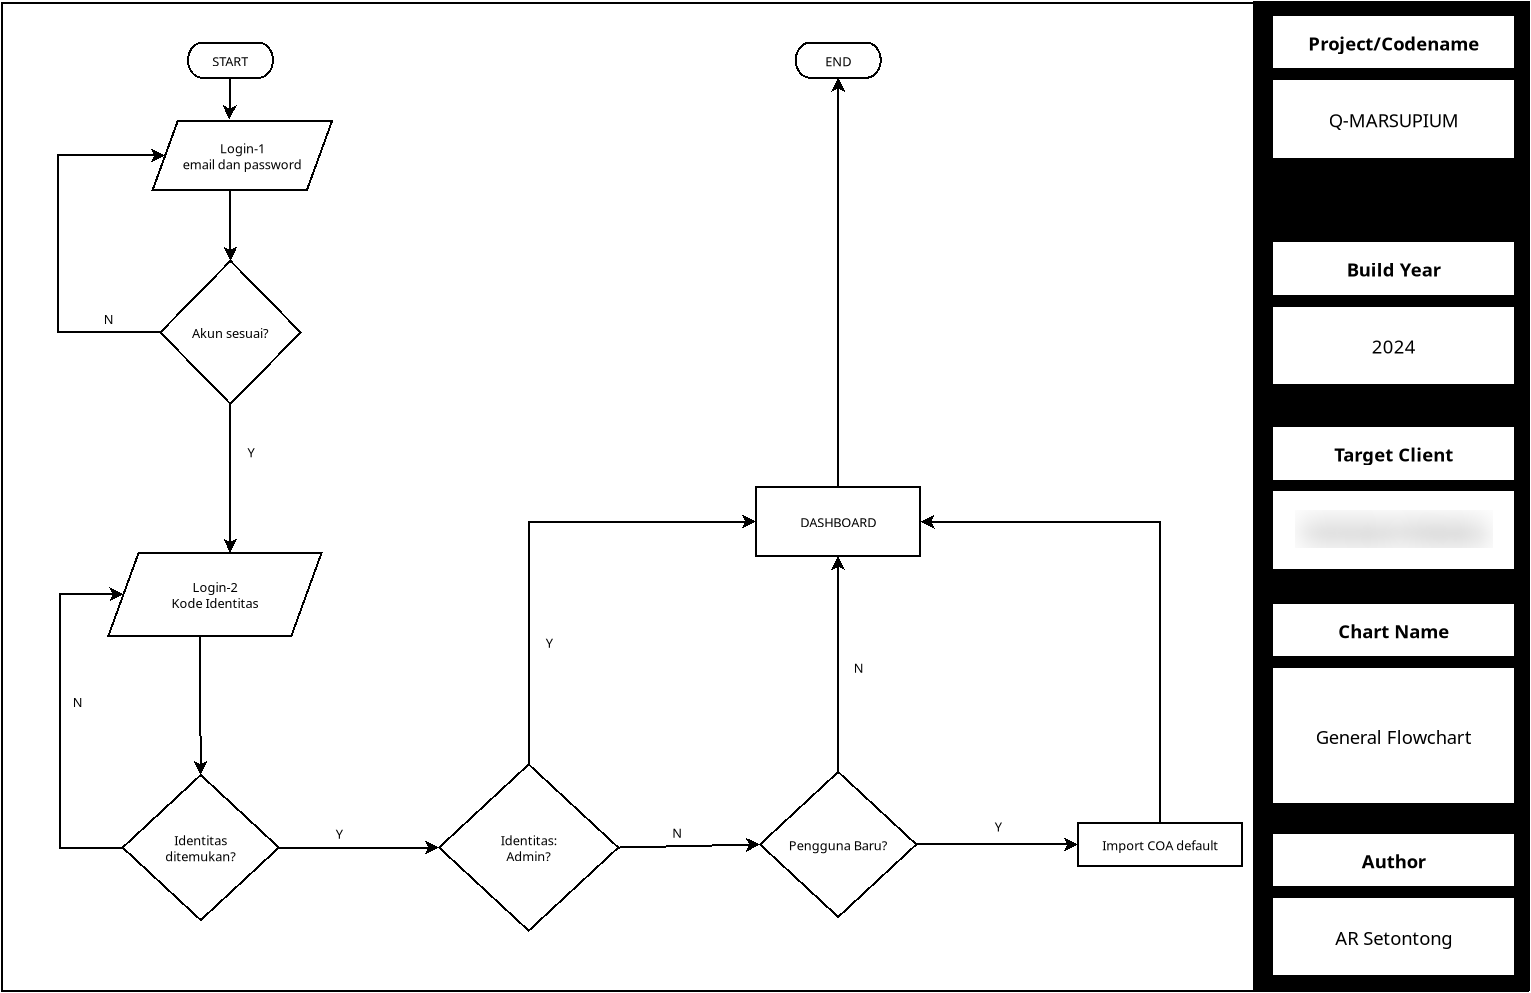 START
Login-1
email dan password
Akun sesuai?
N
Y
Login-2
Kode Identitas
N
Identitas
ditemukan?
Y
Identitas:
Admin?
Y
N
Pengguna Baru?
N
Y
Import COA default
DASHBOARD
END
Project/Codename
Q-MARSUPIUM
Build Year
2024
Target Client
Chart Name
General Flowchart
Author
AR Setontong